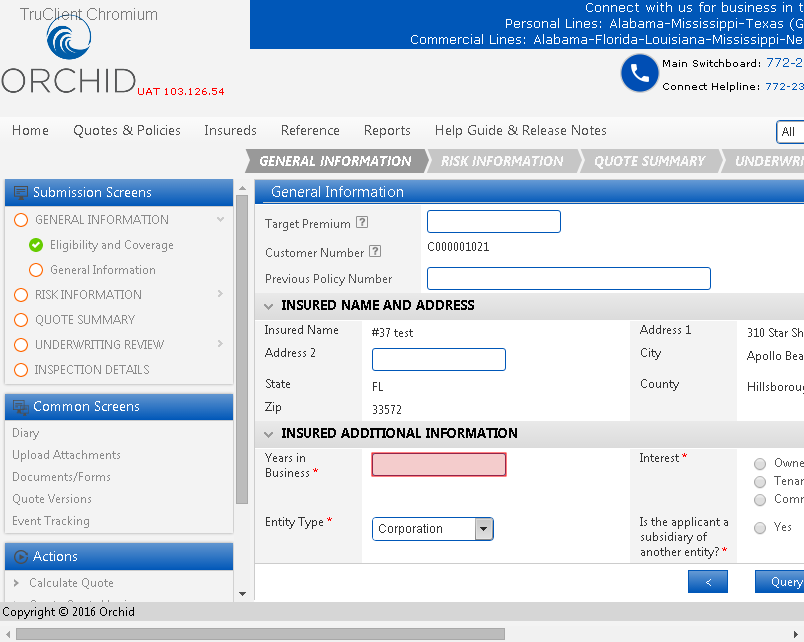 TruClient Chromium
Connect with us for business in t
Personal Lines: Alabama-Mississippi-Texas (G
Commercial Lines: Alabama-Florida-Louisiana-Mississippi-Ne
ORCHID UAT 103.126.54
Main Switchboard: 772-2
Connect Helpline: 772-23
Home Quotes & Policies Insureds Reference Reports Help Guide & Release Notes All
GENERAL INFORMATION RISK INFORMATION QUOTE SUMMARY UNDERWRI
Submission Screens
GENERAL INFORMATION
Eligibility and Coverage
General Information
RISK INFORMATION
QUOTE SUMMARY
UNDERWRITING REVIEW
INSPECTION DETAILS
Common Screens
Diary
Upload Attachments
Documents/Forms
Quote Versions
Event Tracking
Actions
Calculate Quote
General Information
Target Premium ?
Customer Number ? C000001021
Previous Policy Number
INSURED NAME AND ADDRESS
Insured Name #37 test Address 1 310 Star Sh
Address 2 City Apollo Bea
State FL County Hillsborou
Zip 33572
INSURED ADDITIONAL INFORMATION
Years in
Business *
Interest *
Owne
Tenan
Comm
Entity Type * Corporation
Is the applicant a
subsidiary of
another entity? *
Yes
< Query
Copyright © 2016 Orchid